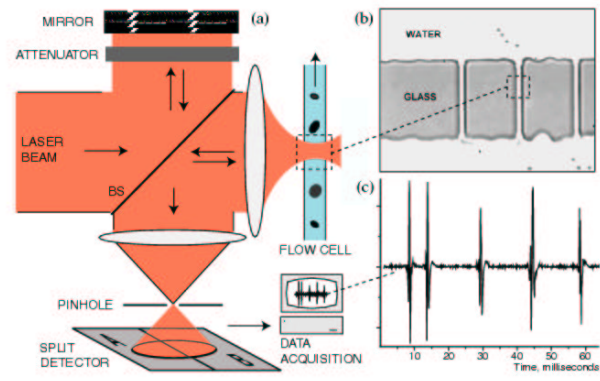 MIRROR
(a)
ATTENUATOR
LASER
BEAM
BS
FLOW CELL
PINHOLE
SPLIT
DETECTOR
A
B
DATA
ACQUISITION
(b)
WATER
GLASS
(c)
10 20 30 40 50 60
Time, milliseconds